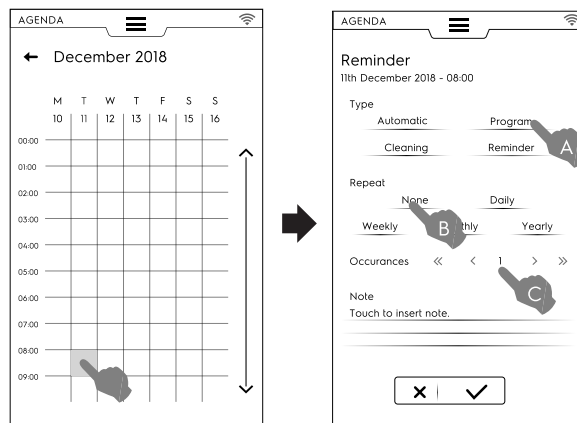 AGENDA
← December 2018
M T W T F S S
10 11 12 13 14 15 16
00:00
01:00
02:00
03:00
04:00
05:00
06:00
07:00
08:00
09:00
AGENDA
Reminder
11th December 2018 - 08:00
Type
Automatic Program
A
Cleaning Reminder
Repeat
None Daily
Weekly B thly Yearly
Occurances « < 1 > »
C
Note
Touch to insert note.